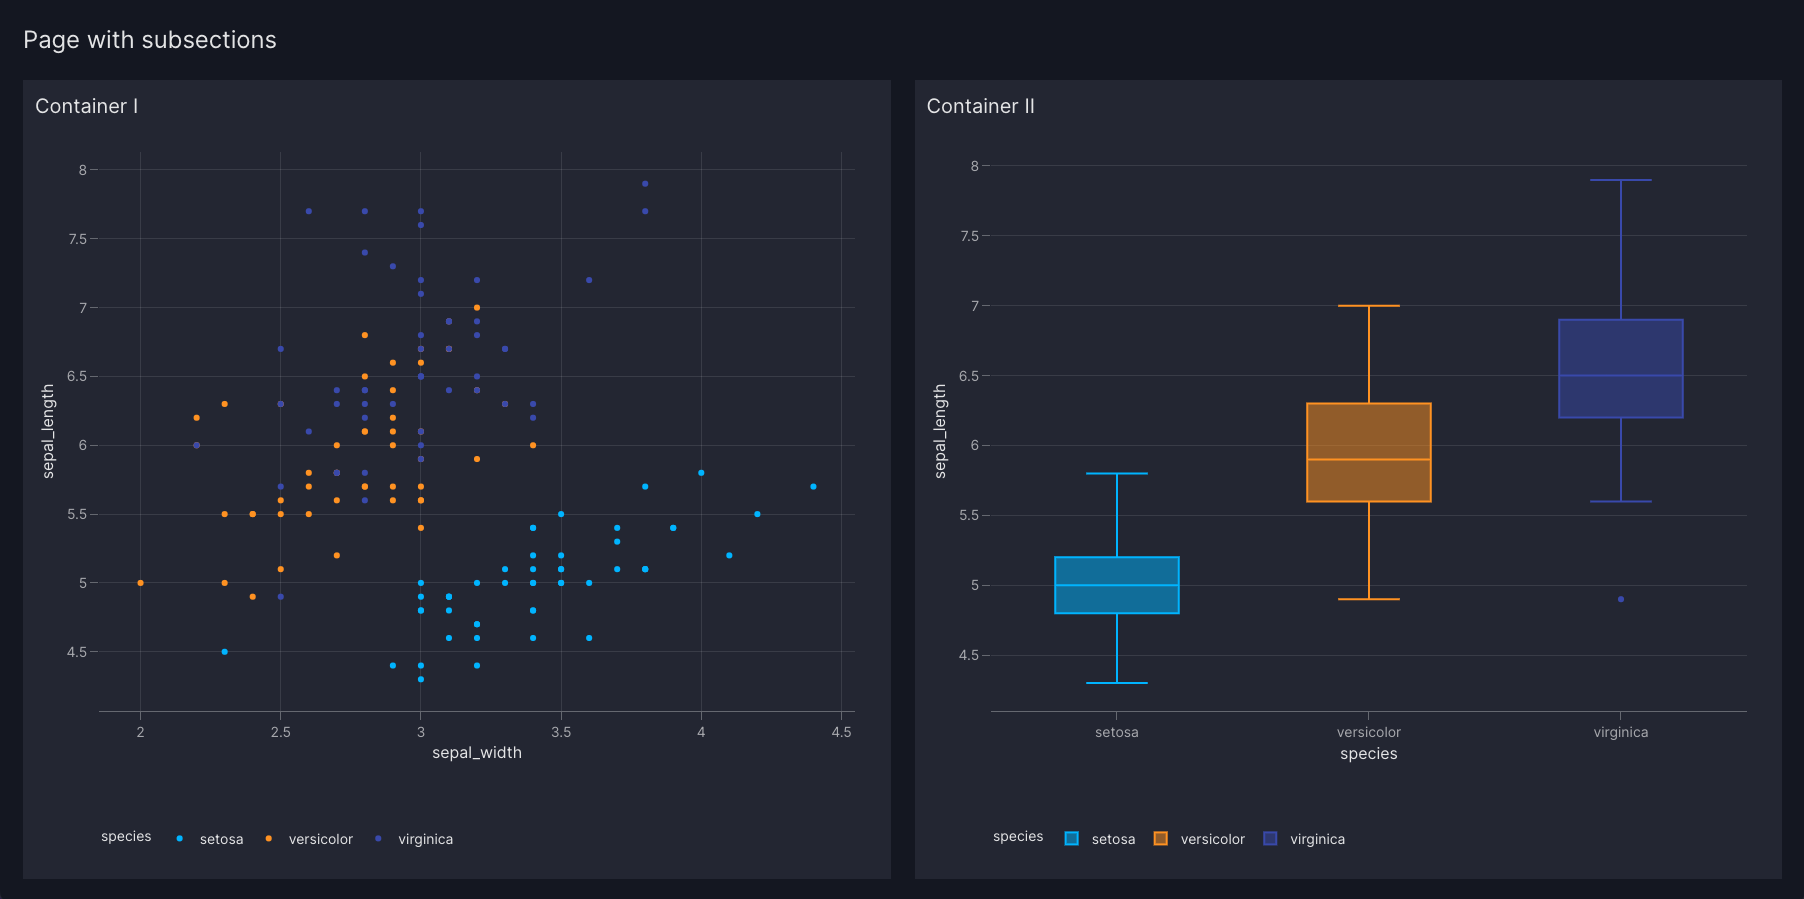 Page with subsections
Container I
8
7.5
7
6.5
6
5.5
5
4.5
sepal_length
2 2.5 3 3.5 4 4.5
sepal_width
species setosa versicolor virginica
Container II
8
7.5
7
6.5
6
5.5
5
4.5
sepal_length
setosa versicolor virginica
species
species setosa versicolor virginica